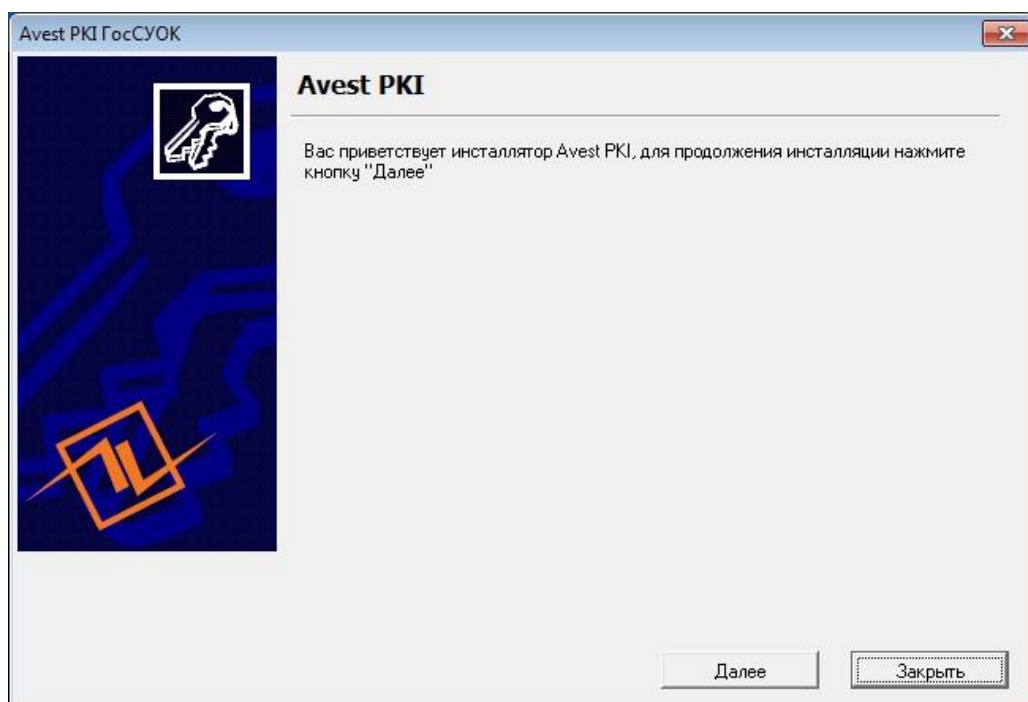 Avest PKI ГосСУОК
Avest PKI
Вас приветствует инсталлятор Avest PKI, для продолжения инсталляции нажмите
кнопку "Далее"
Далее
Закрыть